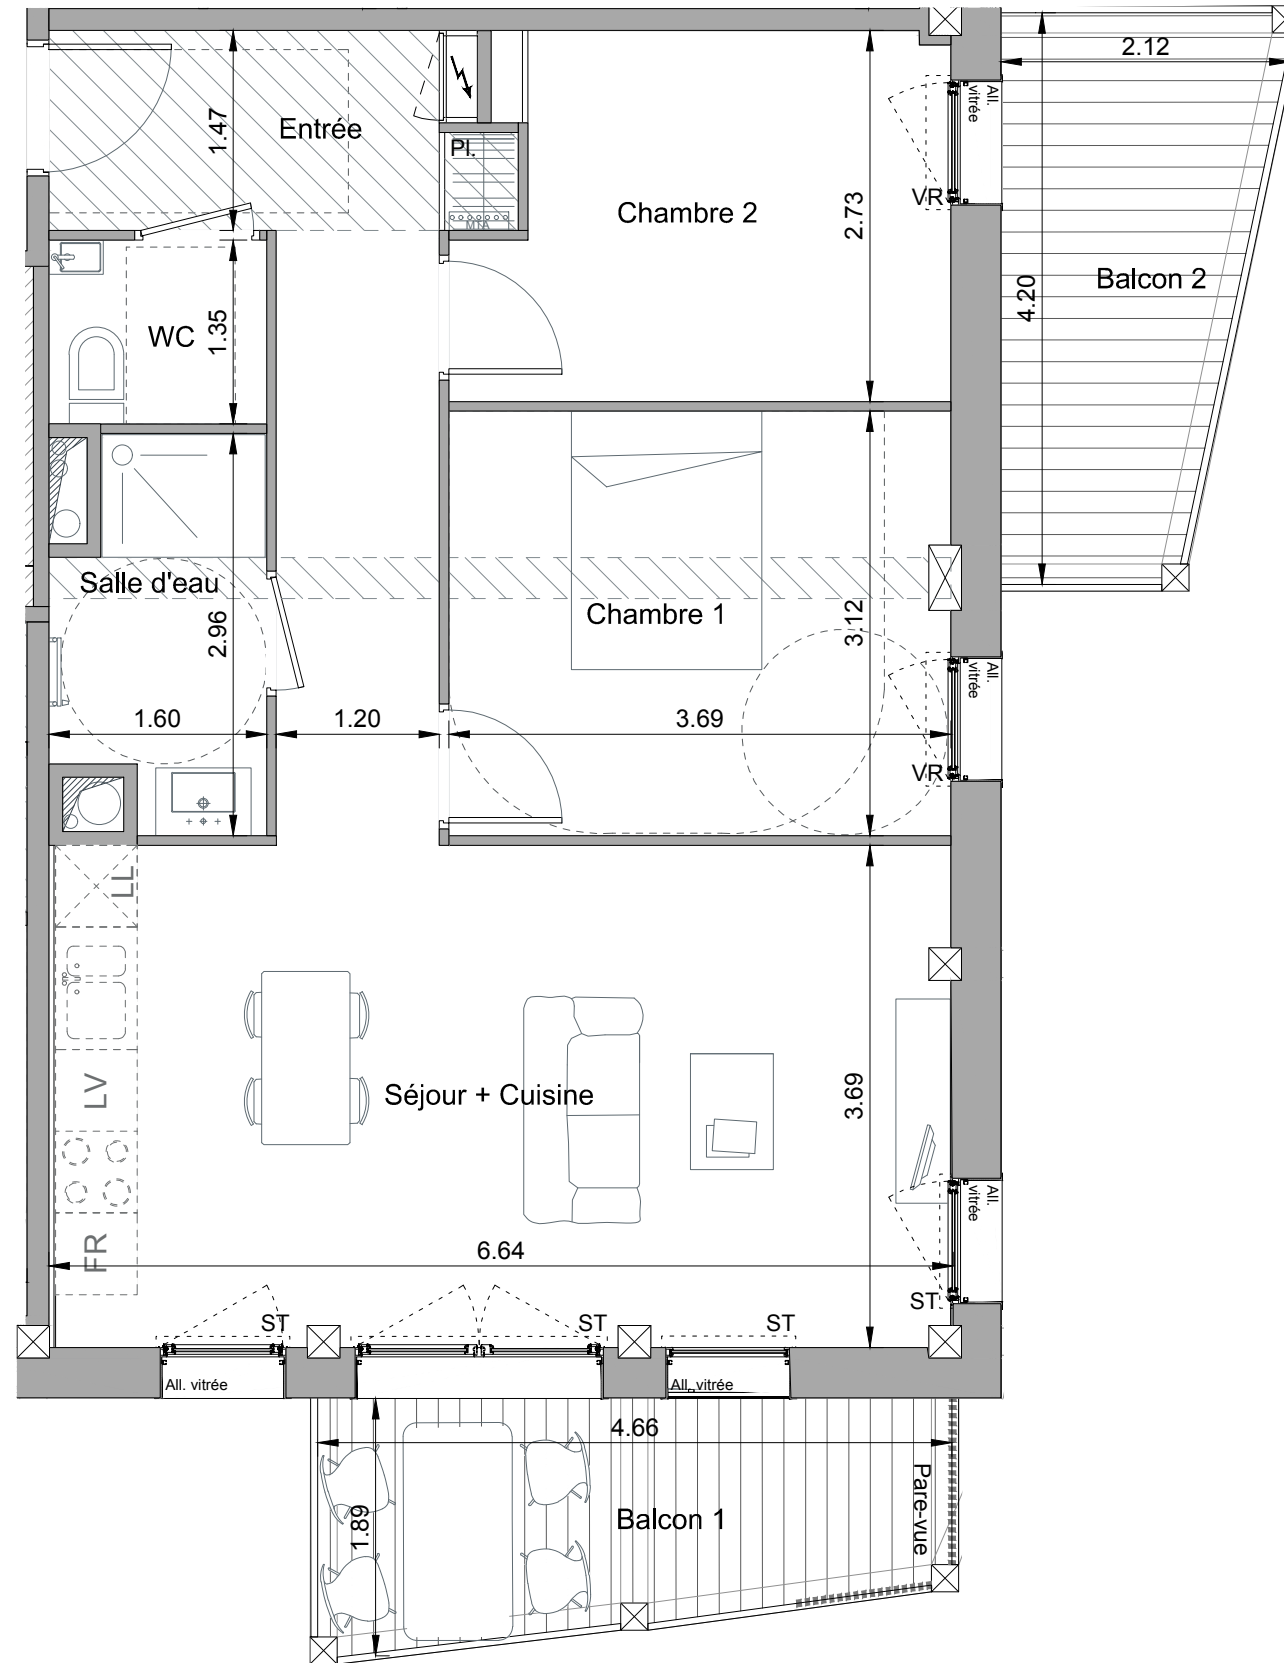 2.12
All.
vitrée
1.47
Entrée
Pl.
MTA
Chambre 2
2.73
VR
4.20
Balcon 2
WC
1.35
Salle d'eau
2.96
Chambre 1
3.12
All.
vitrée
1.60
1.20
3.69
VR
LL
LV
Séjour + Cuisine
3.69
FR
6.64
All.
vitrée
ST
ST
ST
ST
All. vitrée
All. vitrée
4.66
1.89
Balcon 1
Pare-vue